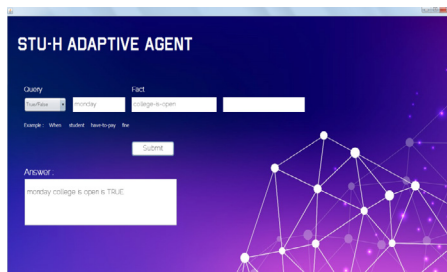 STU-H ADAPTIVE AGENT
Query Fact
True/False monday college-is-open
Example : When student have-to-pay fine
Submit
Answer :
monday college is open is TRUE